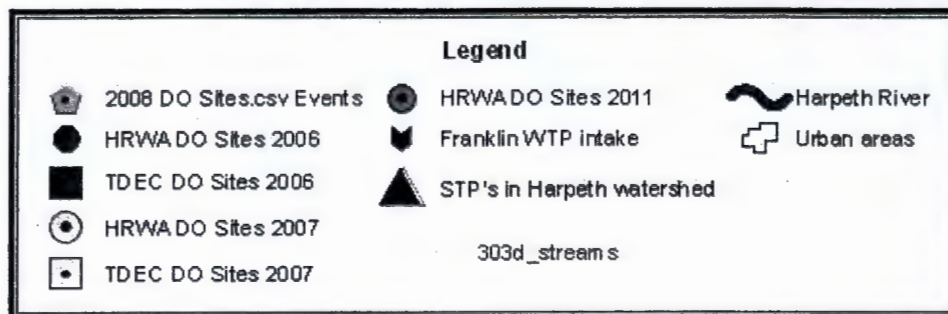 Legend
2008 DO Sites.csv Events
HRWA DO Sites 2006
TDEC DO Sites 2006
HRWA DO Sites 2007
TDEC DO Sites 2007
HRWA DO Sites 2011
Franklin WTP intake
STP's in Harpeth watershed
303d_streams
Harpeth River
Urban areas